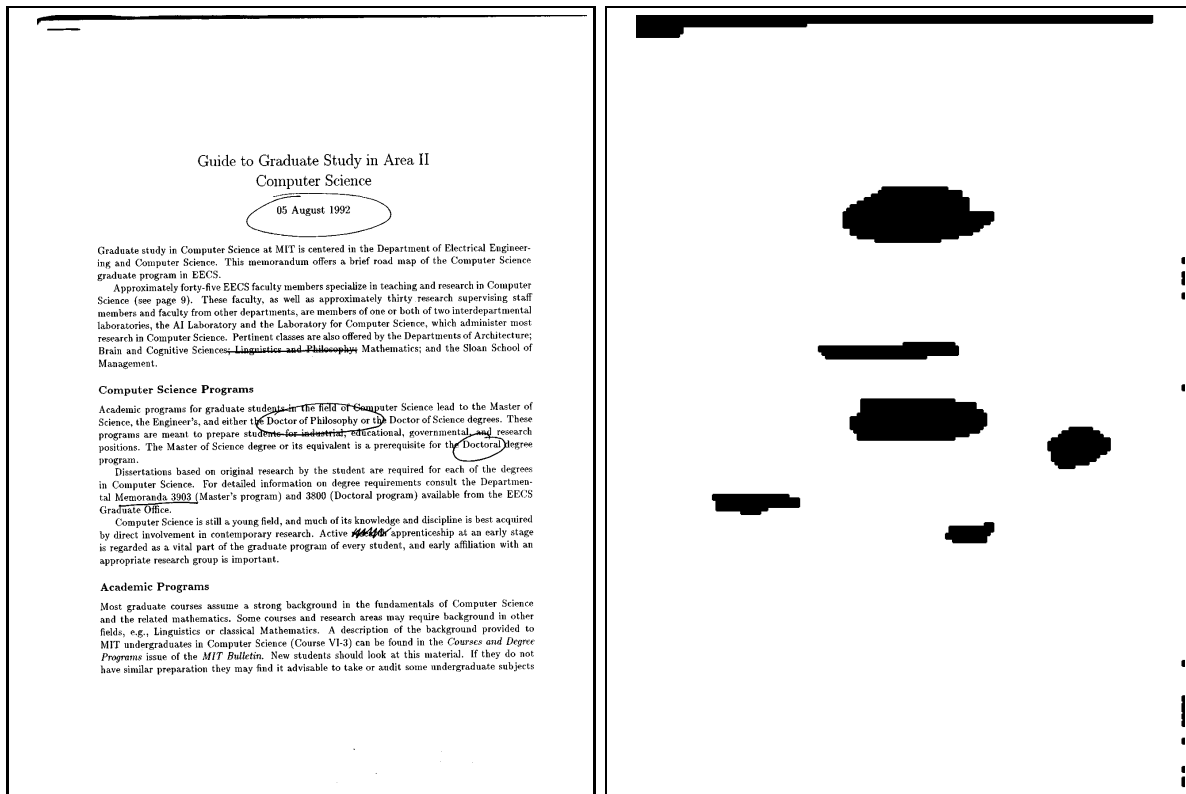 Guide to Graduate Study in Area II
Computer Science
05 August 1992
Graduate study in Computer Science at MIT is centered in the Department of Electrical Engineer-
ing and Computer Science. This memorandum offers a brief road map of the Computer Science
graduate program in EECS.
Approximately forty-five EECS faculty members specialize in teaching and research in Computer
Science (see page 9). These faculty, as well as approximately thirty research supervising staff
members and faculty from other departments, are members of one or both of two interdepartmental
laboratories, the AI Laboratory and the Laboratory for Computer Science, which administer most
research in Computer Science. Pertinent classes are also offered by the Departments of Architecture;
Brain and Cognitive Sciences; Linguistics and Philosophy; Mathematics; and the Sloan School of
Management.
Computer Science Programs
Academic programs for graduate students in the field of Computer Science lead to the Master of
Science, the Engineer's, and either the Doctor of Philosophy or the Doctor of Science degrees. These
programs are meant to prepare students for industrial, educational, governmental, and research
positions. The Master of Science degree or its equivalent is a prerequisite for the Doctoral degree
program.
Dissertations based on original research by the student are required for each of the degrees
in Computer Science. For detailed information on degree requirements consult the Departmen-
tal Memoranda 3903 (Master's program) and 3800 (Doctoral program) available from the EECS
Graduate Office.
Computer Science is still a young field, and much of its knowledge and discipline is best acquired
by direct involvement in contemporary research. Active apprenticeship at an early stage
is regarded as a vital part of the graduate program of every student, and early affiliation with an
appropriate research group is important.
Academic Programs
Most graduate courses assume a strong background in the fundamentals of Computer Science
and the related mathematics. Some courses and research areas may require background in other
fields, e.g., Linguistics or classical Mathematics. A description of the background provided to
MIT undergraduates in Computer Science (Course VI-3) can be found in the Courses and Degree
Programs issue of the MIT Bulletin. New students should look at this material. If they do not
have similar preparation they may find it advisable to take or audit some undergraduate subjects